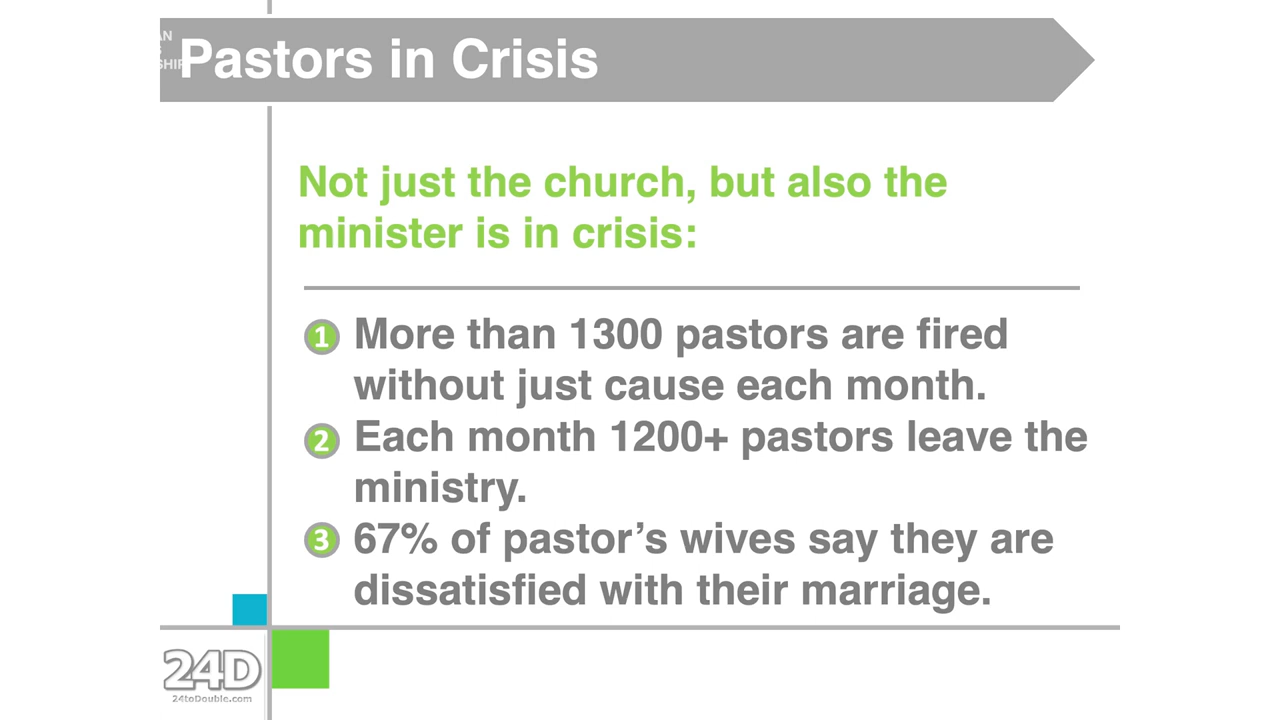 Pastors in Crisis
Not just the church, but also the
minister is in crisis:
1 More than 1300 pastors are fired
without just cause each month.
2 Each month 1200+ pastors leave the
ministry.
3 67% of pastor’s wives say they are
dissatisfied with their marriage.
24D
24toDouble.com